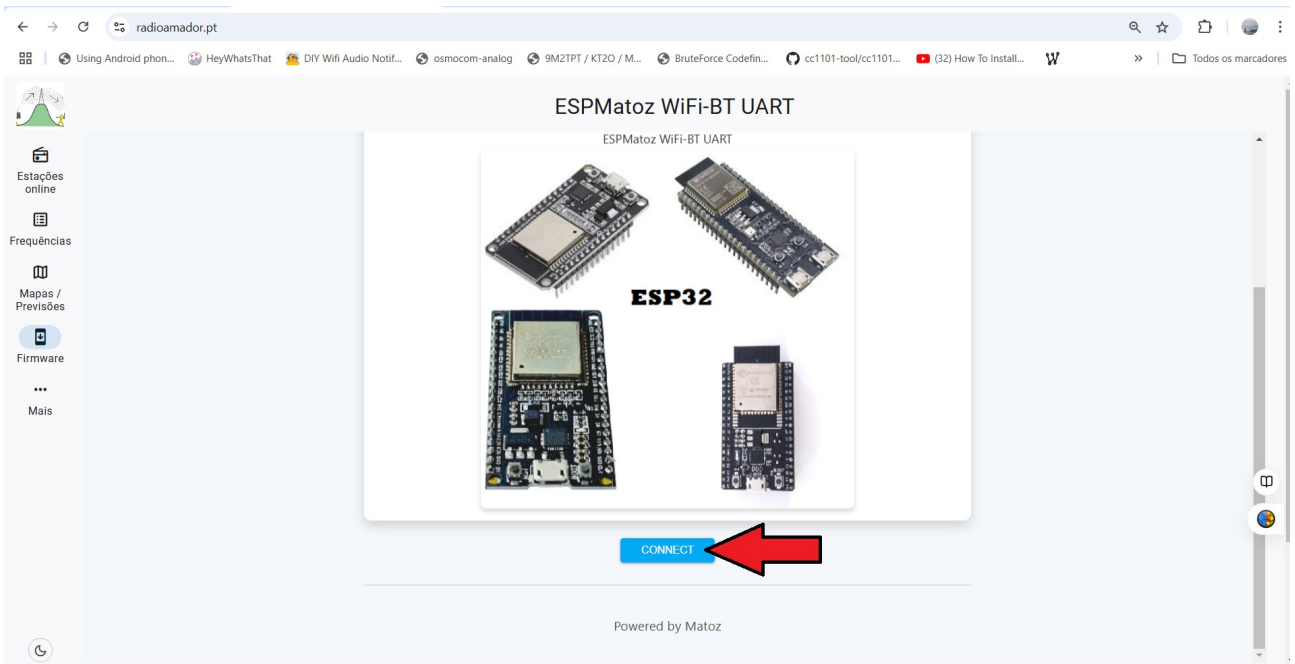 radioamador.pt
Using Android phon...
HeyWhatsThat
DIY Wifi Audio Notif...
osmocom-analog
9M2TPT / KT2O / M...
BruteForce Codefin...
cc1101-tool/cc1101...
(32) How To Install...
W
»
Todos os marcadores
ESPMatoz WiFi-BT UART
Estações
online
Frequências
Mapas /
Previsões
Firmware
Mais
ESPMatoz WiFi-BT UART
ESP32
CONNECT
Powered by Matoz